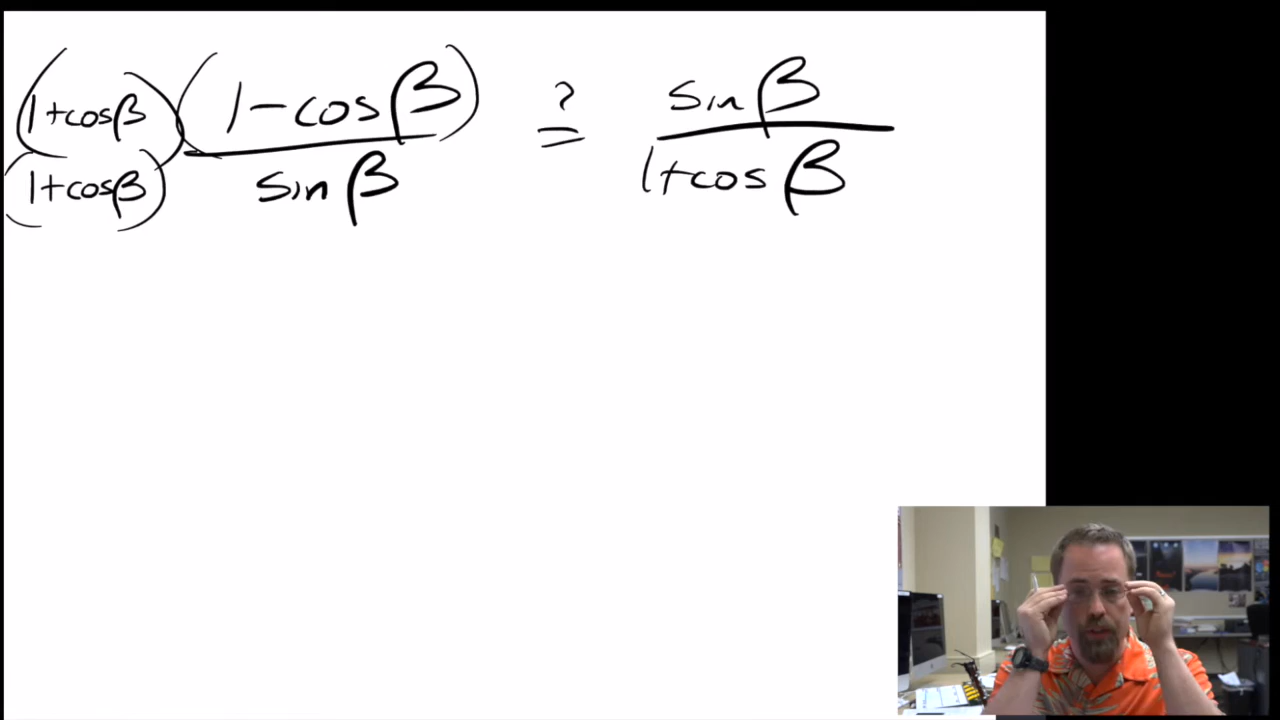 (1+cosβ) (1-cosβ) ? sinβ
(1+cosβ) sinβ = 1+cosβ